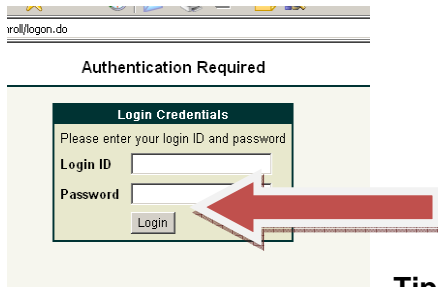 nroll/logon.do
Authentication Required
Login Credentials
Please enter your login ID and password
Login ID
Password
Login
Tip